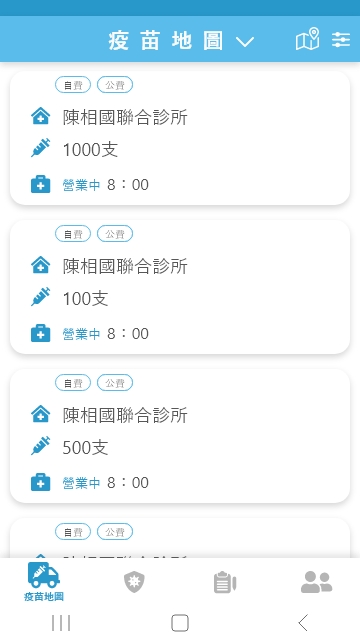 疫苗地圖
自費 公費
陳相國聯合診所
1000支
營業中 8：00
自費 公費
陳相國聯合診所
100支
營業中 8：00
自費 公費
陳相國聯合診所
500支
營業中 8：00
自費 公費
疫苗地圖